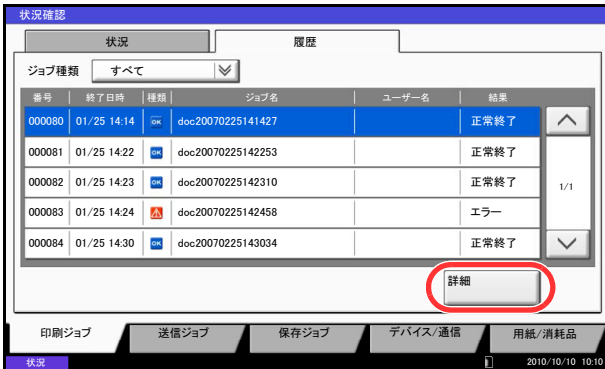 状況確認
状況 履歴
ジョブ種類 すべて
番号 終了日時 種類 ジョブ名 ユーザー名 結果
000080 01/25 14:14 OK doc20070225141427 正常終了
000081 01/25 14:22 OK doc20070225142253 正常終了
000082 01/25 14:23 OK doc20070225142310 正常終了
1/1
000083 01/25 14:24 doc20070225142458 エラー
000084 01/25 14:30 OK doc20070225143034 正常終了
詳細
印刷ジョブ 送信ジョブ 保存ジョブ デバイス/通信 用紙/消耗品
状況 2010/10/10 10:10